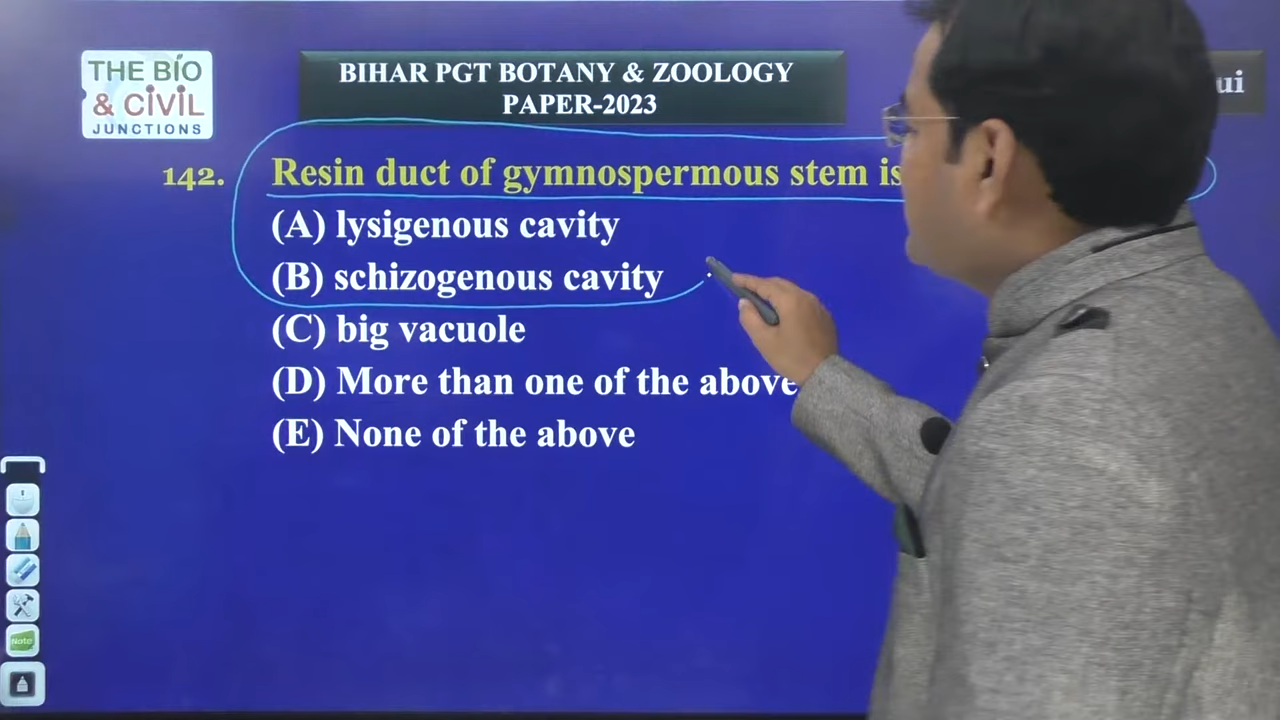 THE BIO
& CIVIL
JUNCTIONS
BIHAR PGT BOTANY & ZOOLOGY
PAPER-2023
ui
142. Resin duct of gymnospermous stem is
(A) lysigenous cavity
(B) schizogenous cavity
(C) big vacuole
(D) More than one of the above
(E) None of the above
Note